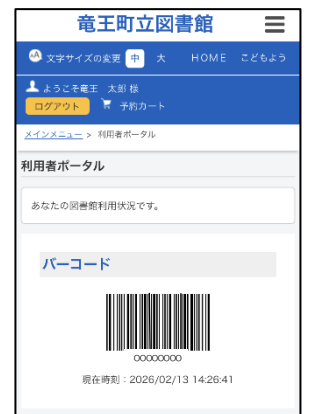 竜王町立図書館
文字サイズの変更 中 大 HOME こどもよう
ようこそ竜王 太郎 様
ログアウト 予約カート
メインメニュー > 利用者ポータル
利用者ポータル
あなたの図書館利用状況です。
バーコード
00000000
現在時刻：2026/02/13 14:26:41